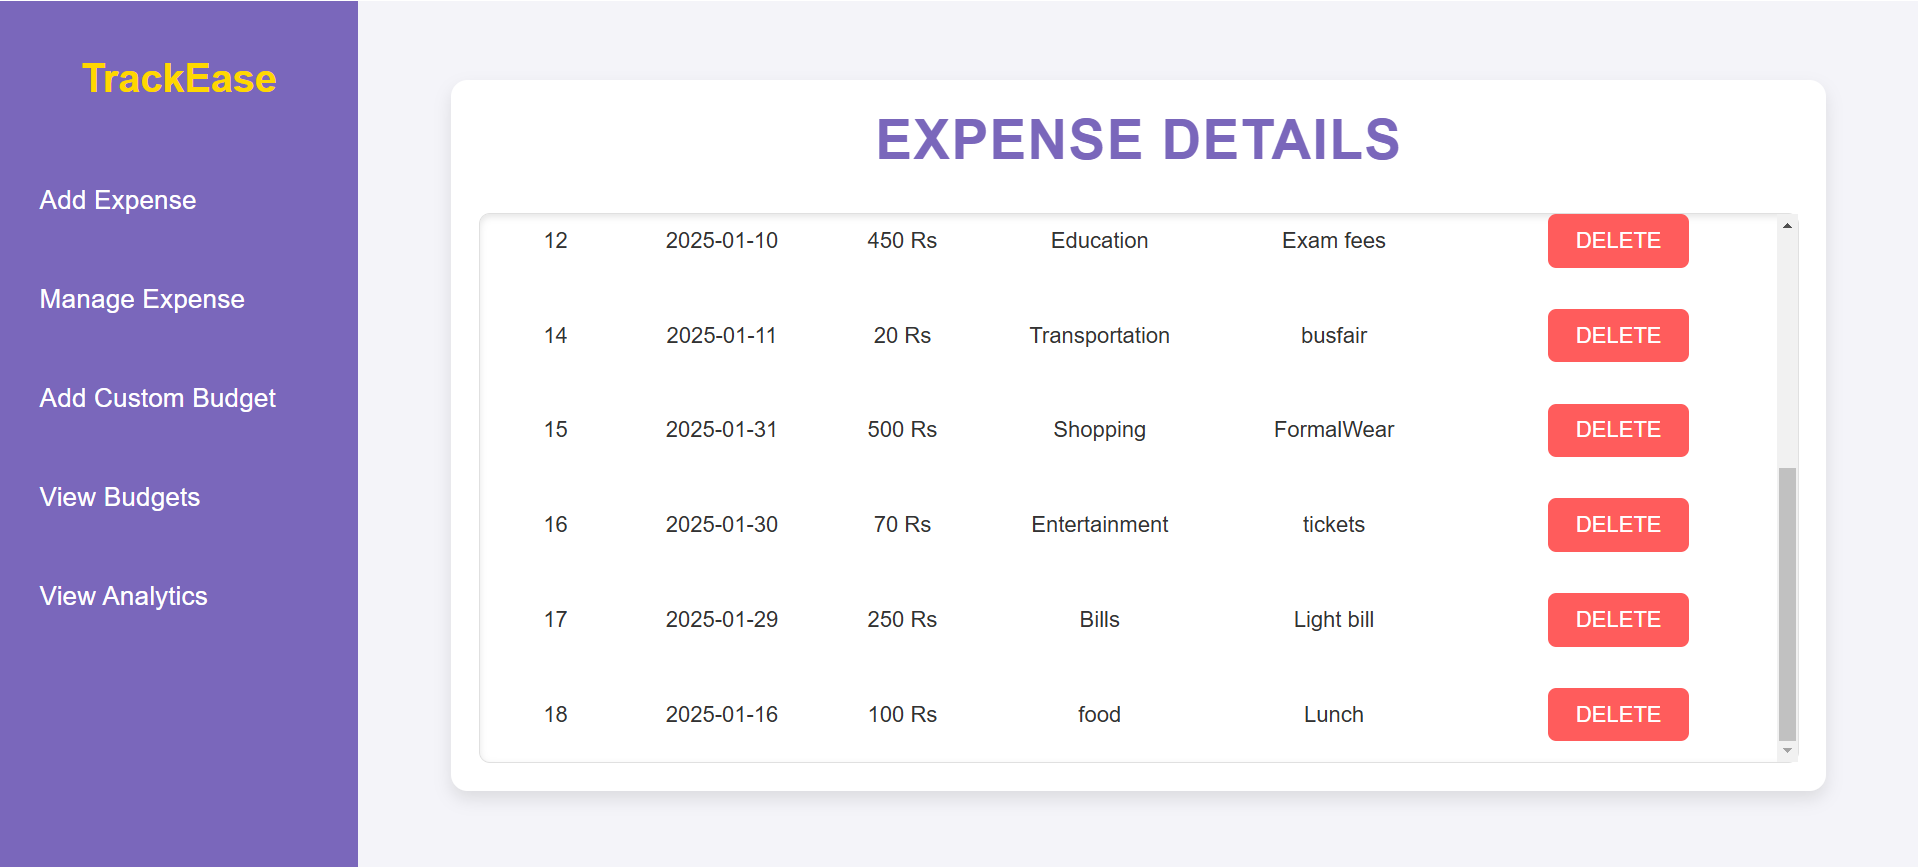 TrackEase
Add Expense
Manage Expense
Add Custom Budget
View Budgets
View Analytics
EXPENSE DETAILS
12 2025-01-10 450 Rs Education Exam fees DELETE
14 2025-01-11 20 Rs Transportation busfair DELETE
15 2025-01-31 500 Rs Shopping FormalWear DELETE
16 2025-01-30 70 Rs Entertainment tickets DELETE
17 2025-01-29 250 Rs Bills Light bill DELETE
18 2025-01-16 100 Rs food Lunch DELETE